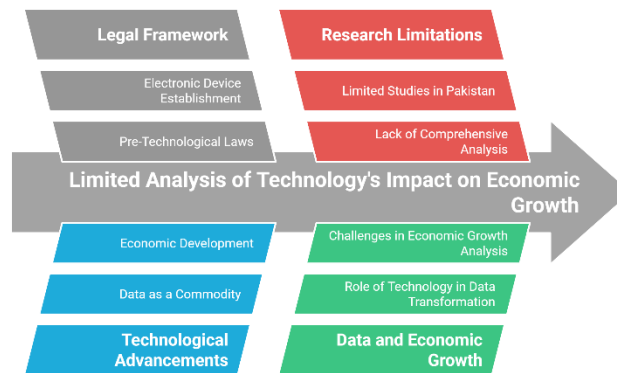 Legal Framework
Research Limitations
Electronic Device
Establishment
Limited Studies in Pakistan
Pre-Technological Laws
Lack of Comprehensive
Analysis
Limited Analysis of Technology's Impact on Economic
Growth
Economic Development
Challenges in Economic Growth
Analysis
Data as a Commodity
Role of Technology in Data
Transformation
Technological
Advancements
Data and Economic
Growth